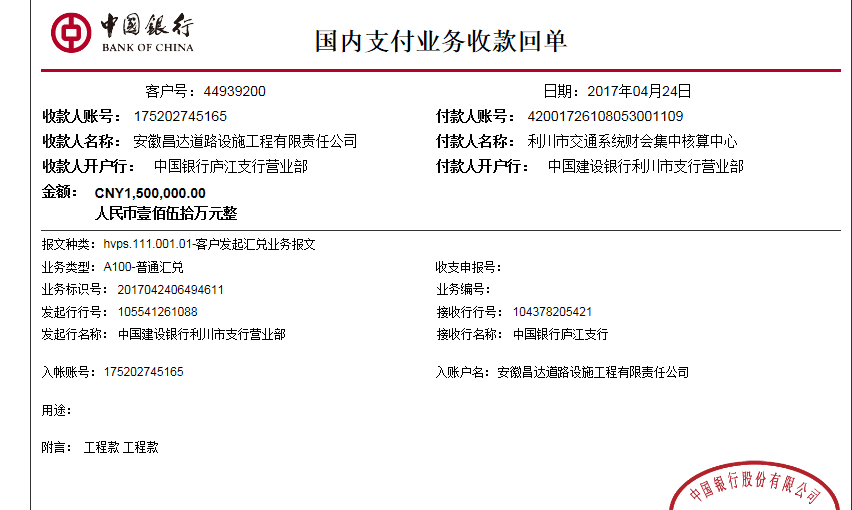 中国银行
BANK OF CHINA
国内支付业务收款回单
客户号：44939200 日期：2017年04月24日
收款人账号：175202745165 付款人账号：42001726108053001109
收款人名称：安徽昌达道路设施工程有限责任公司 付款人名称：利川市交通系统财会集中核算中心
收款人开户行：中国银行庐江支行营业部 付款人开户行：中国建设银行利川市支行营业部
金额：CNY1,500,000.00
人民币壹佰伍拾万元整
报文种类：hvps.111.001.01-客户发起汇兑业务报文
业务类型：A100-普通汇兑 收支申报号：
业务标识号：2017042406494611 业务编号：
发起行行号：105541261088 接收行行号：104378205421
发起行名称：中国建设银行利川市支行营业部 接收行名称：中国银行庐江支行
入帐账号：175202745165 入账户名：安徽昌达道路设施工程有限责任公司
用途：
附言：工程款 工程款
中国银行股份有限公司